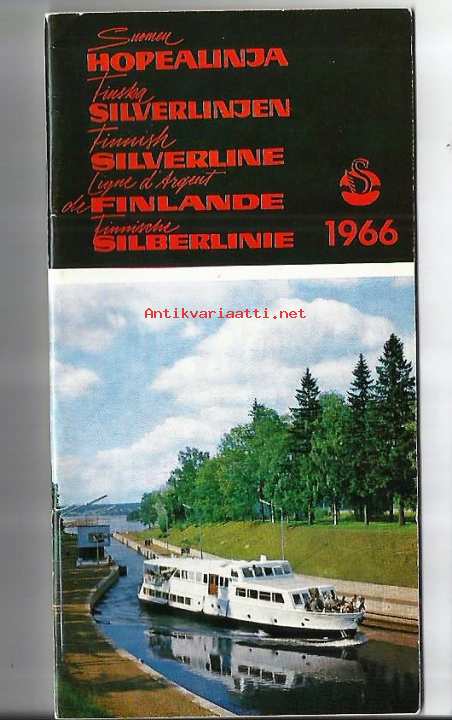 Suomen
HOPEALINJA
Finska
SILVERLINJEN
Finnish
SILVERLINE
Ligne d'Argent
de FINLANDE
Finnische
SILBERLINIE
1966
Antikvariaatti.net